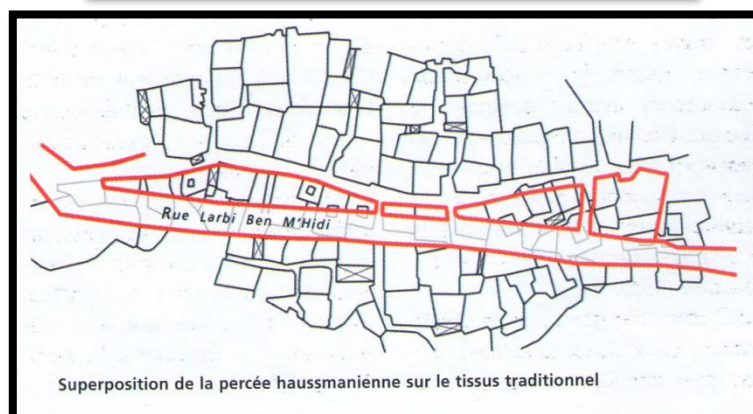 Rue Larbi Ben M'Hidi
Superposition de la percée haussmanienne sur le tissus traditionnel